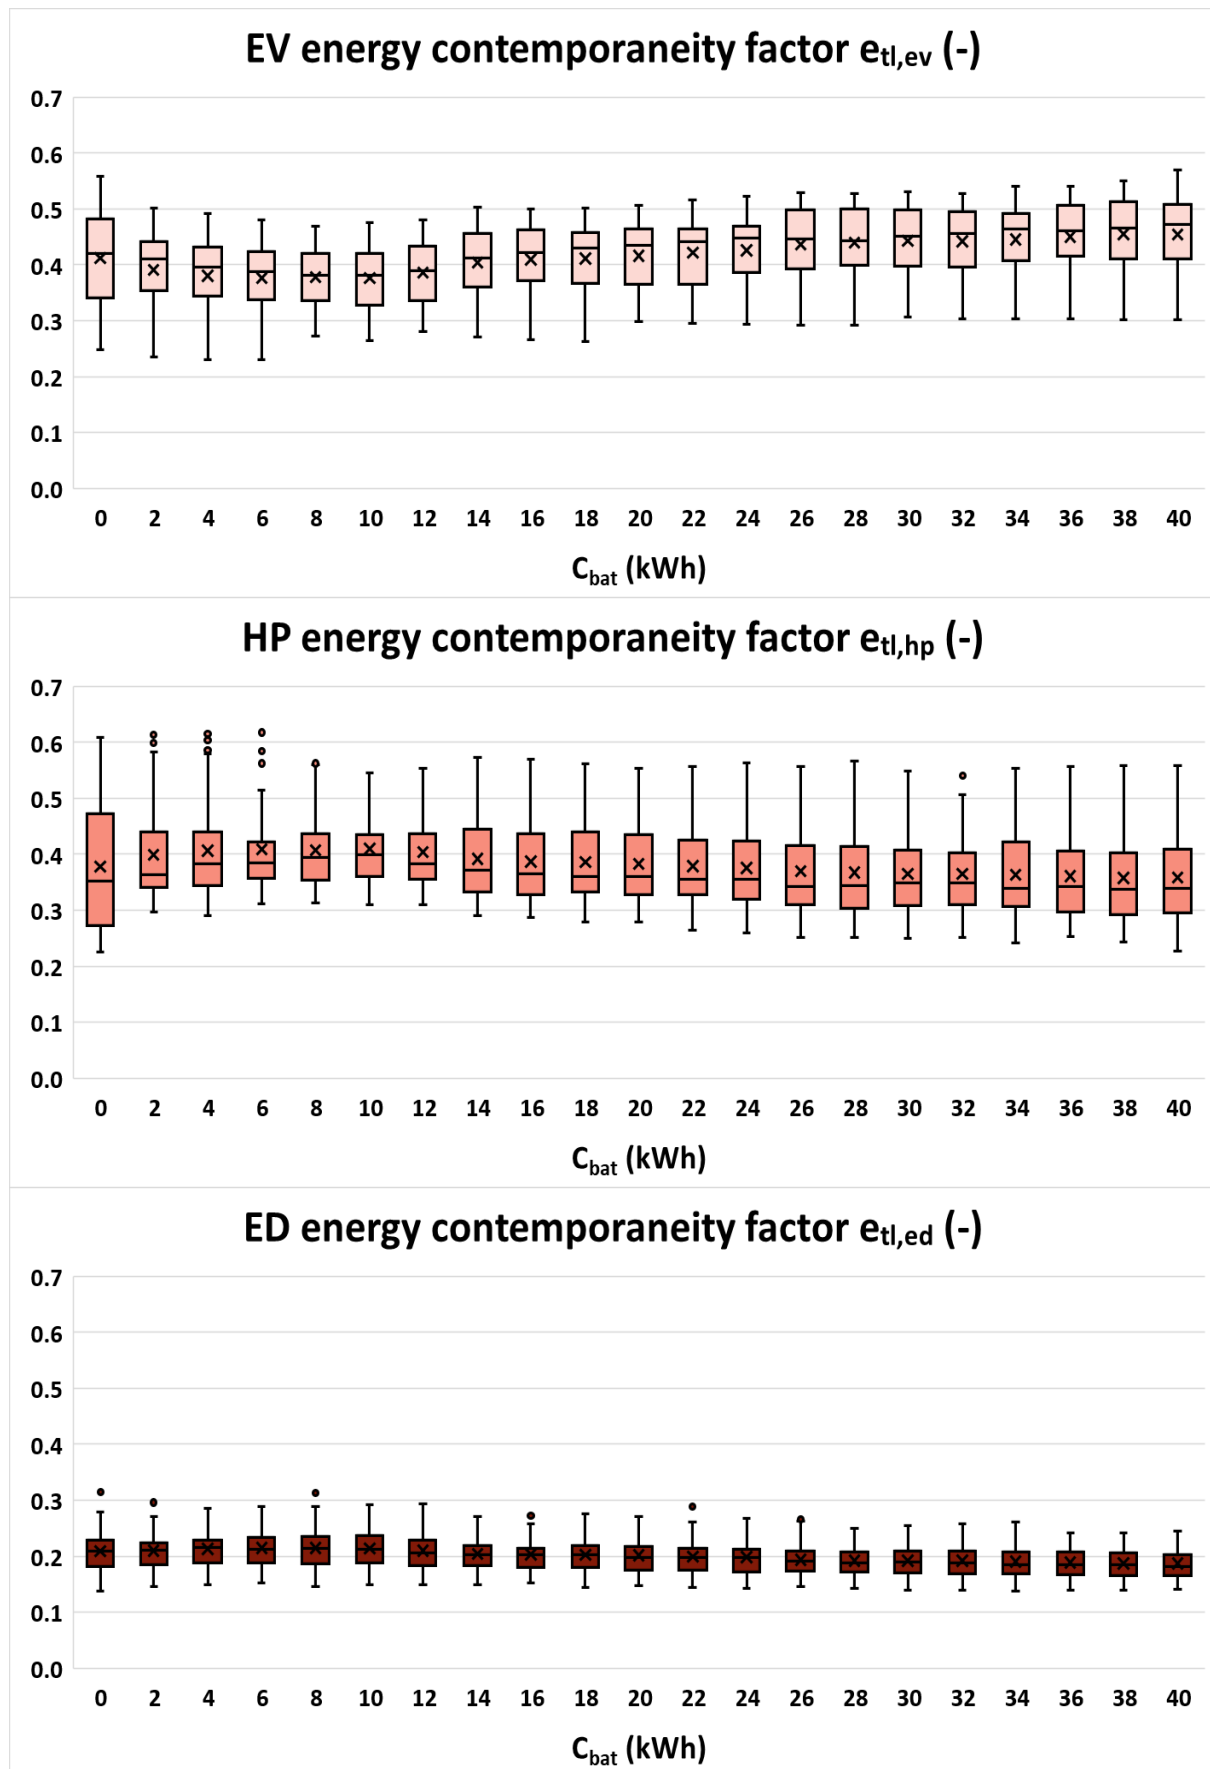 EV energy contemporaneity factor etl,ev (-)
0.7
0.6
0.5
0.4
0.3
0.2
0.1
0.0
0 2 4 6 8 10 12 14 16 18 20 22 24 26 28 30 32 34 36 38 40
Cbat (kWh)
HP energy contemporaneity factor etl,hp (-)
0.7
0.6
0.5
0.4
0.3
0.2
0.1
0.0
0 2 4 6 8 10 12 14 16 18 20 22 24 26 28 30 32 34 36 38 40
Cbat (kWh)
ED energy contemporaneity factor etl,ed (-)
0.7
0.6
0.5
0.4
0.3
0.2
0.1
0.0
0 2 4 6 8 10 12 14 16 18 20 22 24 26 28 30 32 34 36 38 40
Cbat (kWh)